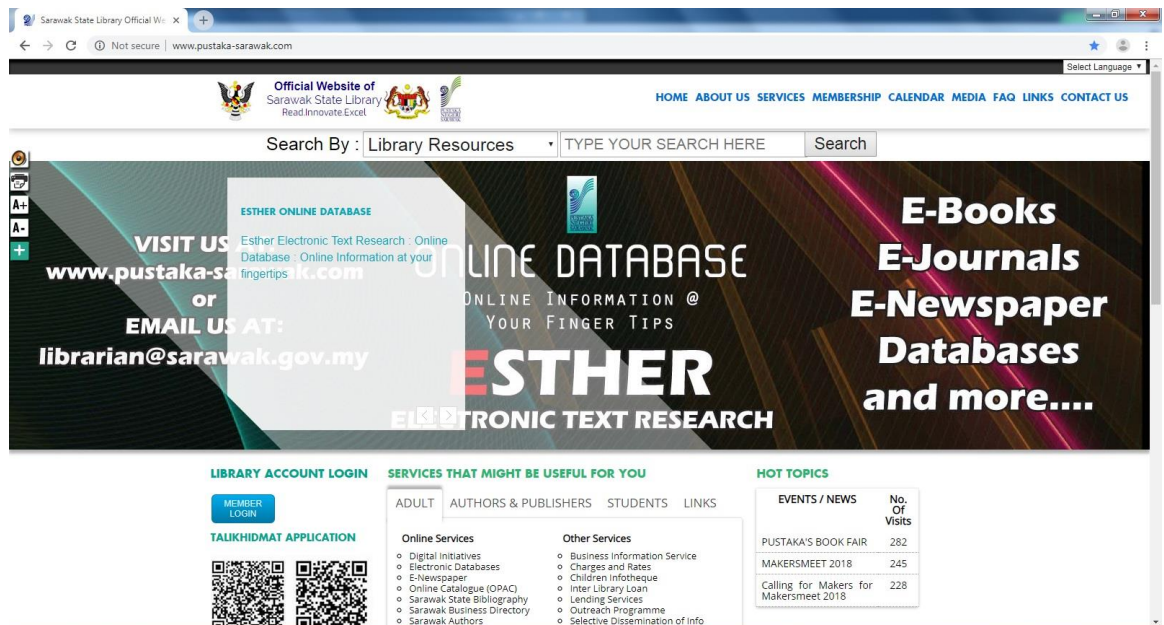 Sarawak State Library Official We
Not secure | www.pustaka-sarawak.com
Select Language
Official Website of
Sarawak State Library
Read.Innovate.Excel
HOME ABOUT US SERVICES MEMBERSHIP CALENDAR MEDIA FAQ LINKS CONTACT US
Search By : Library Resources TYPE YOUR SEARCH HERE Search
A+
A-
+
VISIT US
www.pustaka-sa ak.com
or
EMAIL US AT:
librarian@sarawak.gov.my
ESTHER ONLINE DATABASE
Esther Electronic Text Research : Online
Database : Online Information at your
fingertips
ONLINE DATABASE
ONLINE INFORMATION @
YOUR FINGER TIPS
ESTHER
ELECTRONIC TEXT RESEARCH
E-Books
E-Journals
E-Newspaper
Databases
and more....
LIBRARY ACCOUNT LOGIN
MEMBER
LOGIN
TALIKHIDMAT APPLICATION
SERVICES THAT MIGHT BE USEFUL FOR YOU
ADULT AUTHORS & PUBLISHERS STUDENTS LINKS
Online Services
Digital Initiatives
Electronic Databases
E-Newspaper
Online Catalogue (OPAC)
Sarawak State Bibliography
Sarawak Business Directory
Sarawak Authors
Other Services
Business Information Service
Charges and Rates
Children Infotheque
Inter Library Loan
Lending Services
Outreach Programme
Selective Dissemination of Info
HOT TOPICS
EVENTS / NEWS No.
Of
Visits
PUSTAKA'S BOOK FAIR 282
MAKERSMEET 2018 245
Calling for Makers for 228
Makersmeet 2018